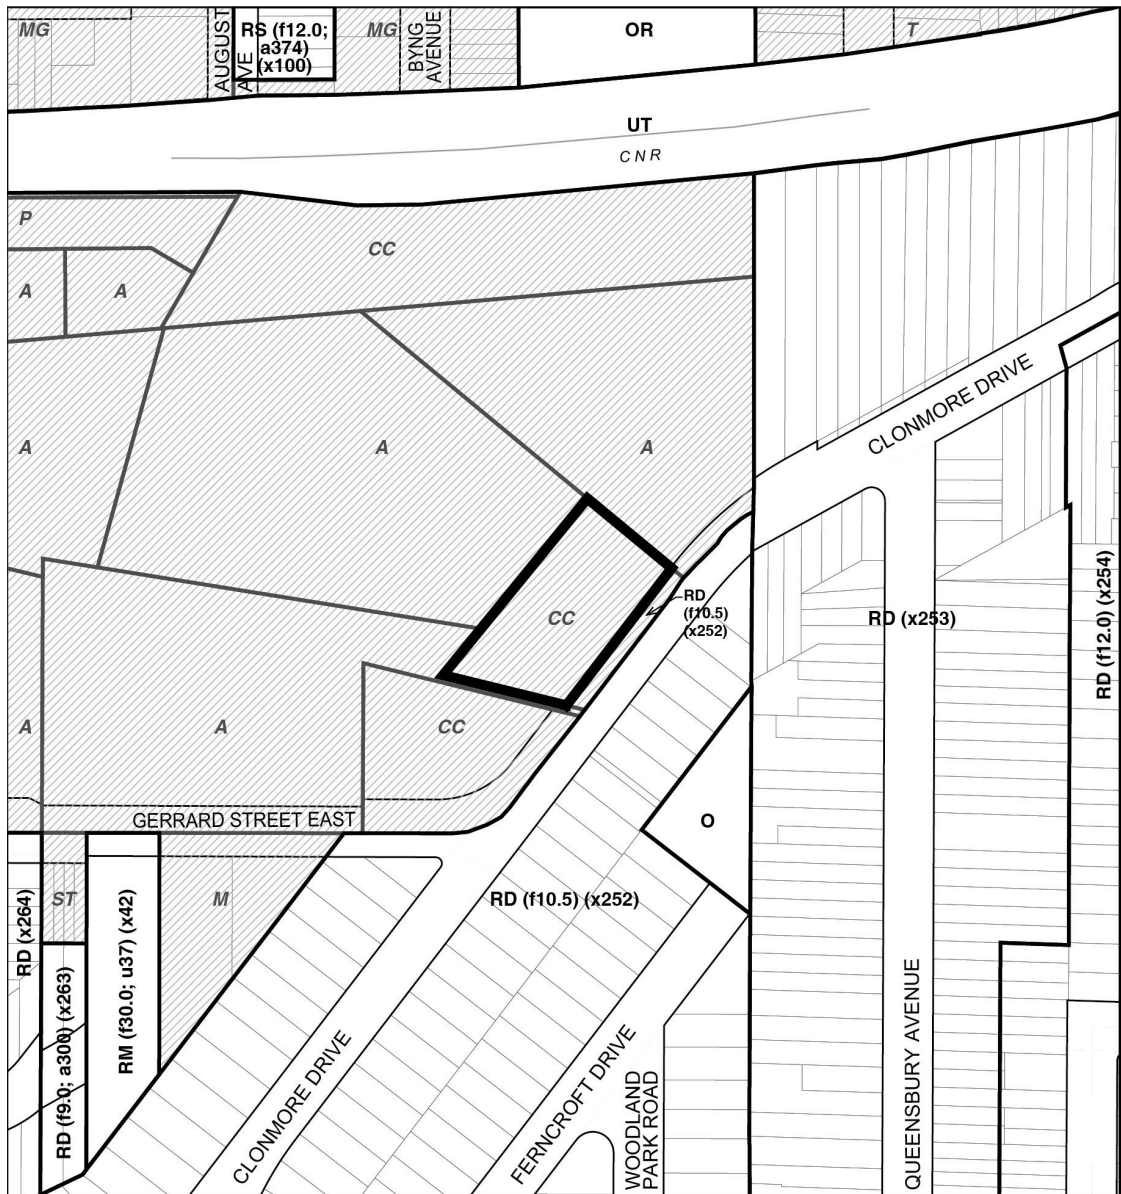 MG
AUGUST
AVE
RS (f12.0;
a374)
(x100)
MG
BYNG
AVENUE
OR
T
UT
CNR
P
CC
A
A
A
A
A
CLONMORE DRIVE
CC
RD
(f10.5)
(x252)
RD (x253)
RD (f12.0) (x254)
A
A
CC
GERRARD STREET EAST
O
RD (x264)
ST
RD (f9.0; a300) (x263)
RM (f30.0; u37) (x42)
M
RD (f10.5) (x252)
CLONMORE DRIVE
FERNCROFT DRIVE
WOODLAND
PARK ROAD
QUEENSBURY AVENUE